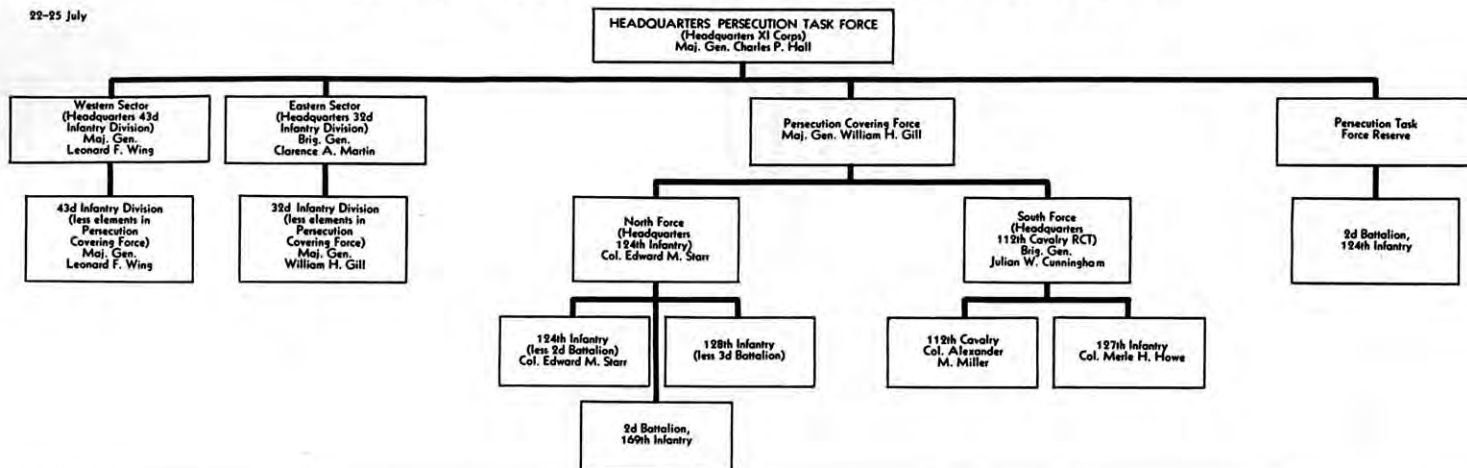 22–25 July
HEADQUARTERS PERSECUTION TASK FORCE
(Headquarters XI Corps)
Maj. Gen. Charles P. Hall
Western Sector
(Headquarters 43d
Infantry Division)
Maj. Gen.
Leonard F. Wing
Eastern Sector
(Headquarters 32d
Infantry Division)
Brig. Gen.
Clarence A. Martin
Persecution Covering Force
Maj. Gen. William H. Gill
Persecution Task
Force Reserve
43d Infantry Division
(less elements in
Persecution
Covering Force)
Maj. Gen.
Leonard F. Wing
32d Infantry Division
(less elements in
Persecution
Covering Force)
Maj. Gen.
William H. Gill
North Force
(Headquarters
124th Infantry)
Col. Edward M. Starr
South Force
(Headquarters
112th Cavalry RCT)
Brig. Gen.
Julian W. Cunningham
2d Battalion,
124th Infantry
124th Infantry
(less 2d Battalion)
Col. Edward M. Starr
128th Infantry
(less 3d Battalion)
112th Cavalry
Col. Alexander
M. Miller
127th Infantry
Col. Merle H. Howe
2d Battalion,
169th Infantry